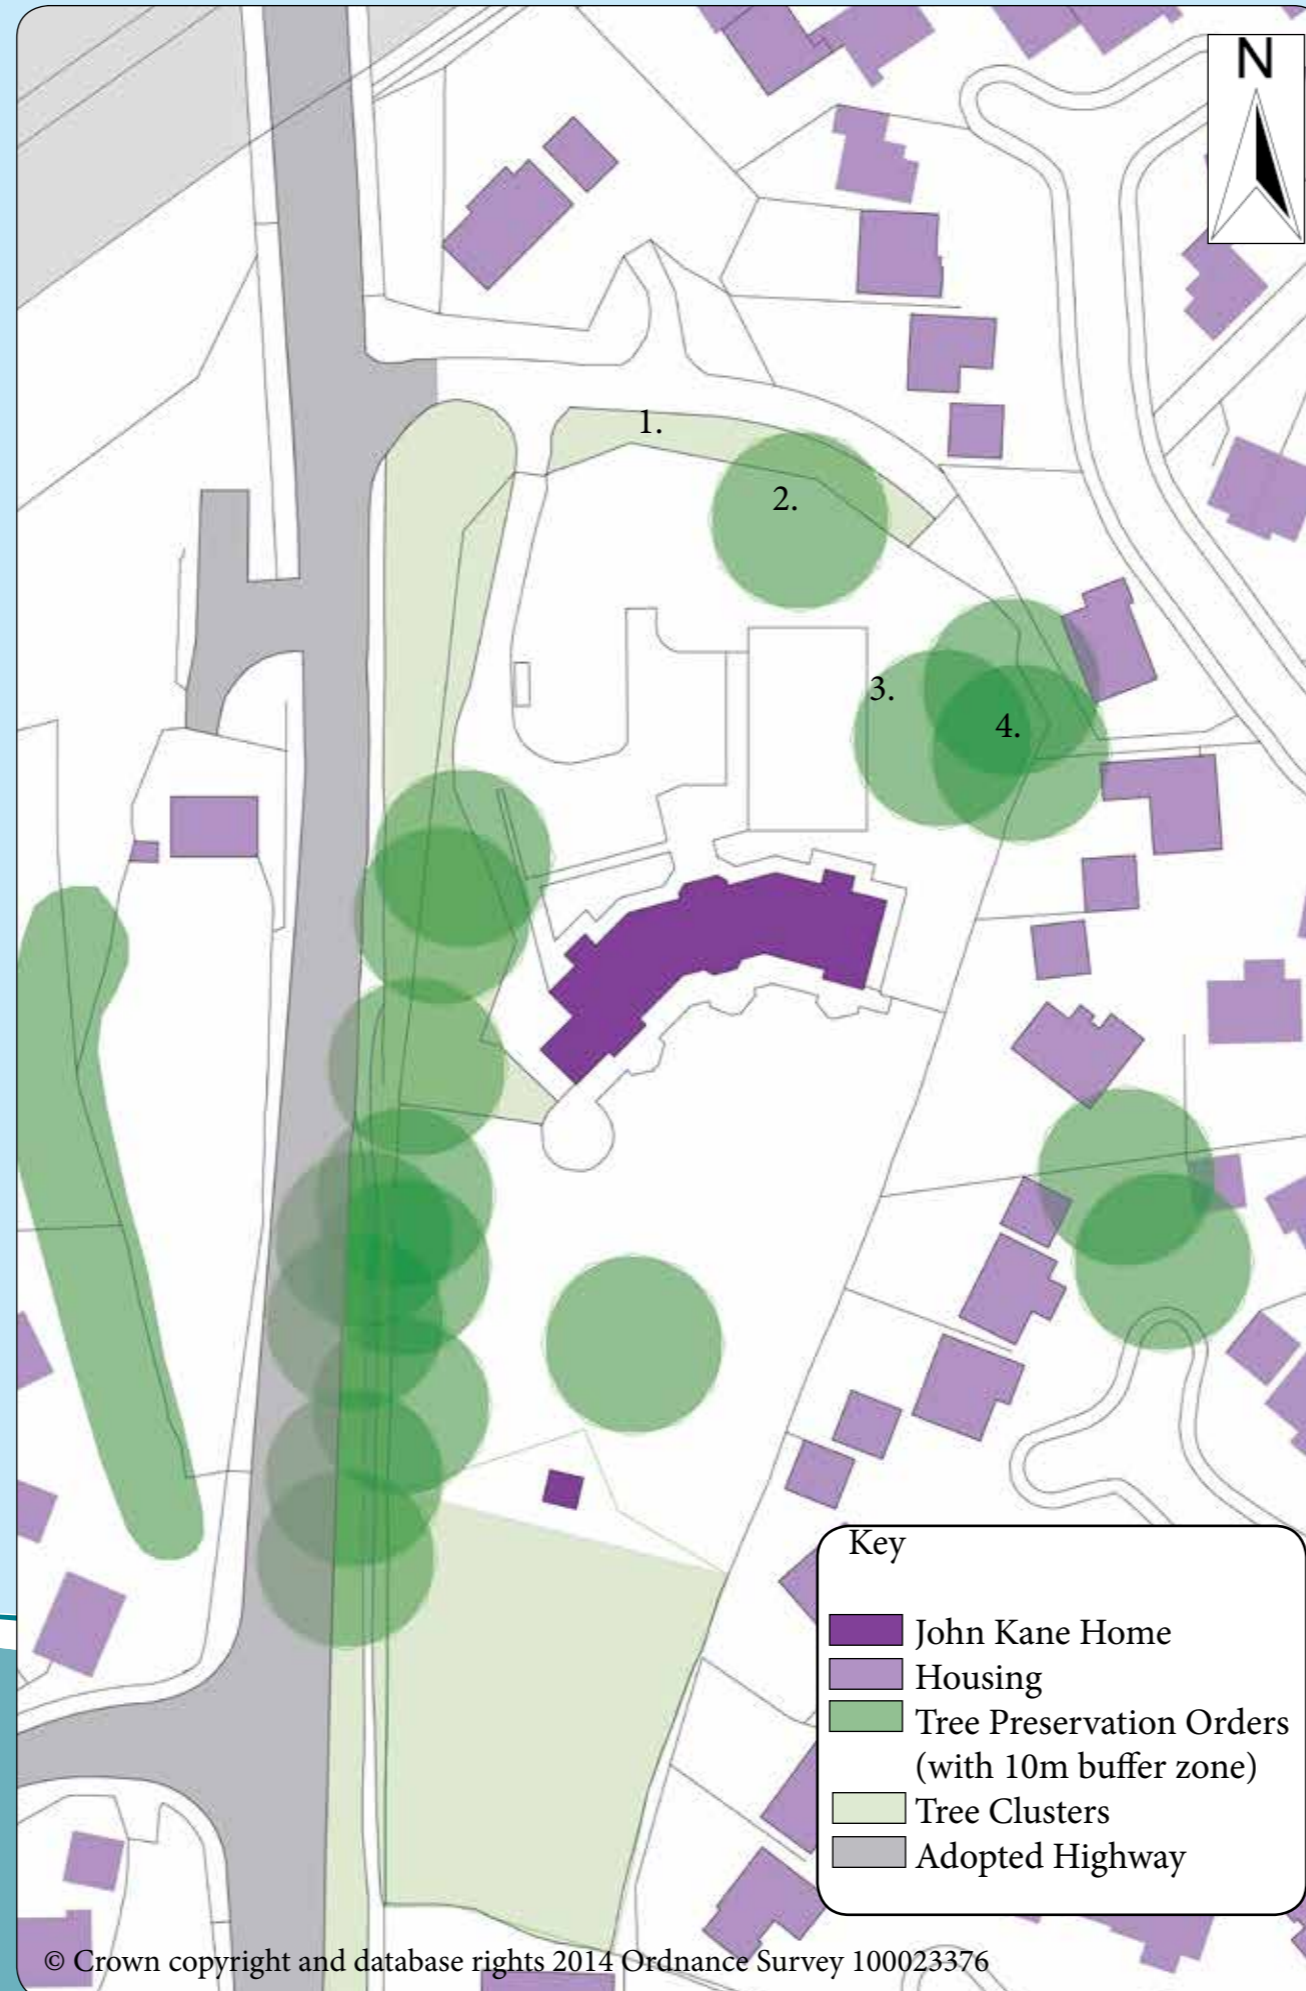 N
1.
2.
3.
4.
Key
John Kane Home
Housing
Tree Preservation Orders
(with 10m buffer zone)
Tree Clusters
Adopted Highway
© Crown copyright and database rights 2014 Ordnance Survey 100023376